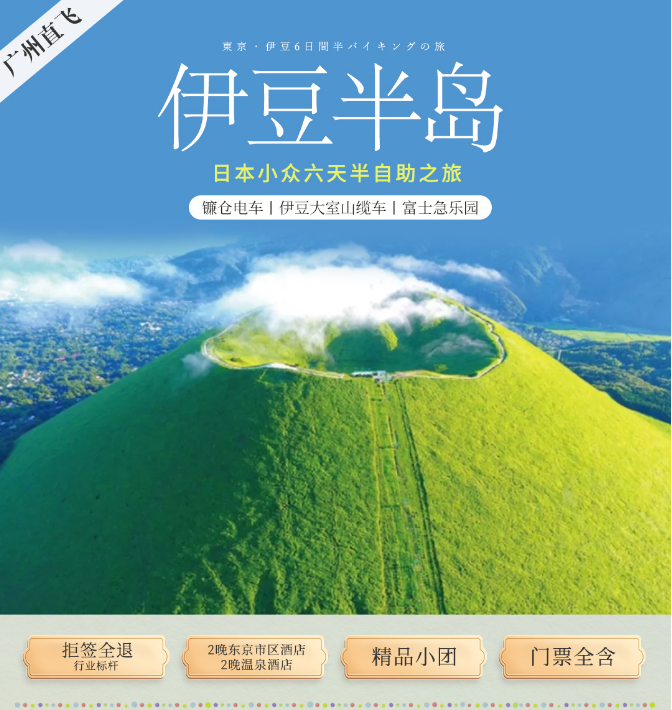 广州直飞
東京・伊豆6日間半バイキングの旅
伊豆半岛
日本小众六天半自助之旅
镰仓电车丨伊豆大室山缆车丨富士急乐园
拒签全退
行业标杆
2晚东京市区酒店
2晚温泉酒店
精品小团
门票全含